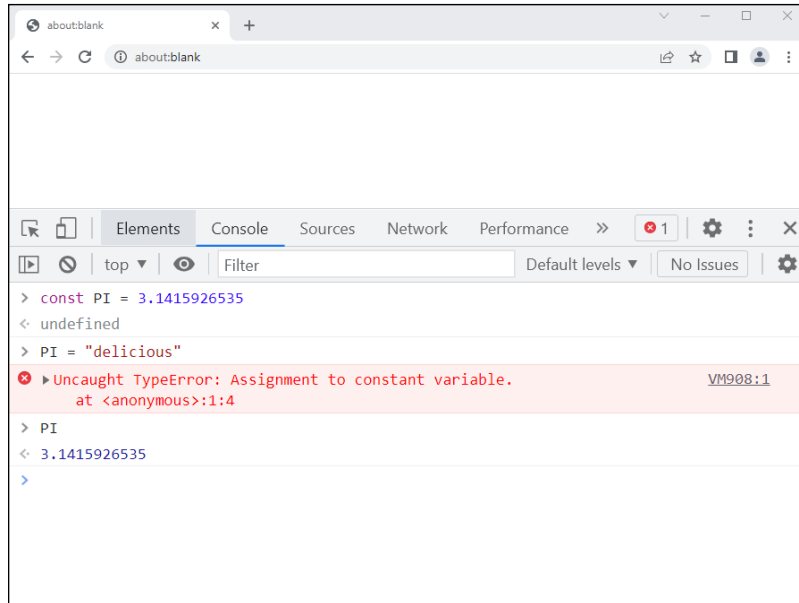 about:blank
about:blank
Elements Console Sources Network Performance 1
top Filter Default levels No Issues
> const PI = 3.1415926535
undefined
> PI = "delicious"
Uncaught TypeError: Assignment to constant variable. VM908:1
at <anonymous>:1:4
> PI
3.1415926535
>